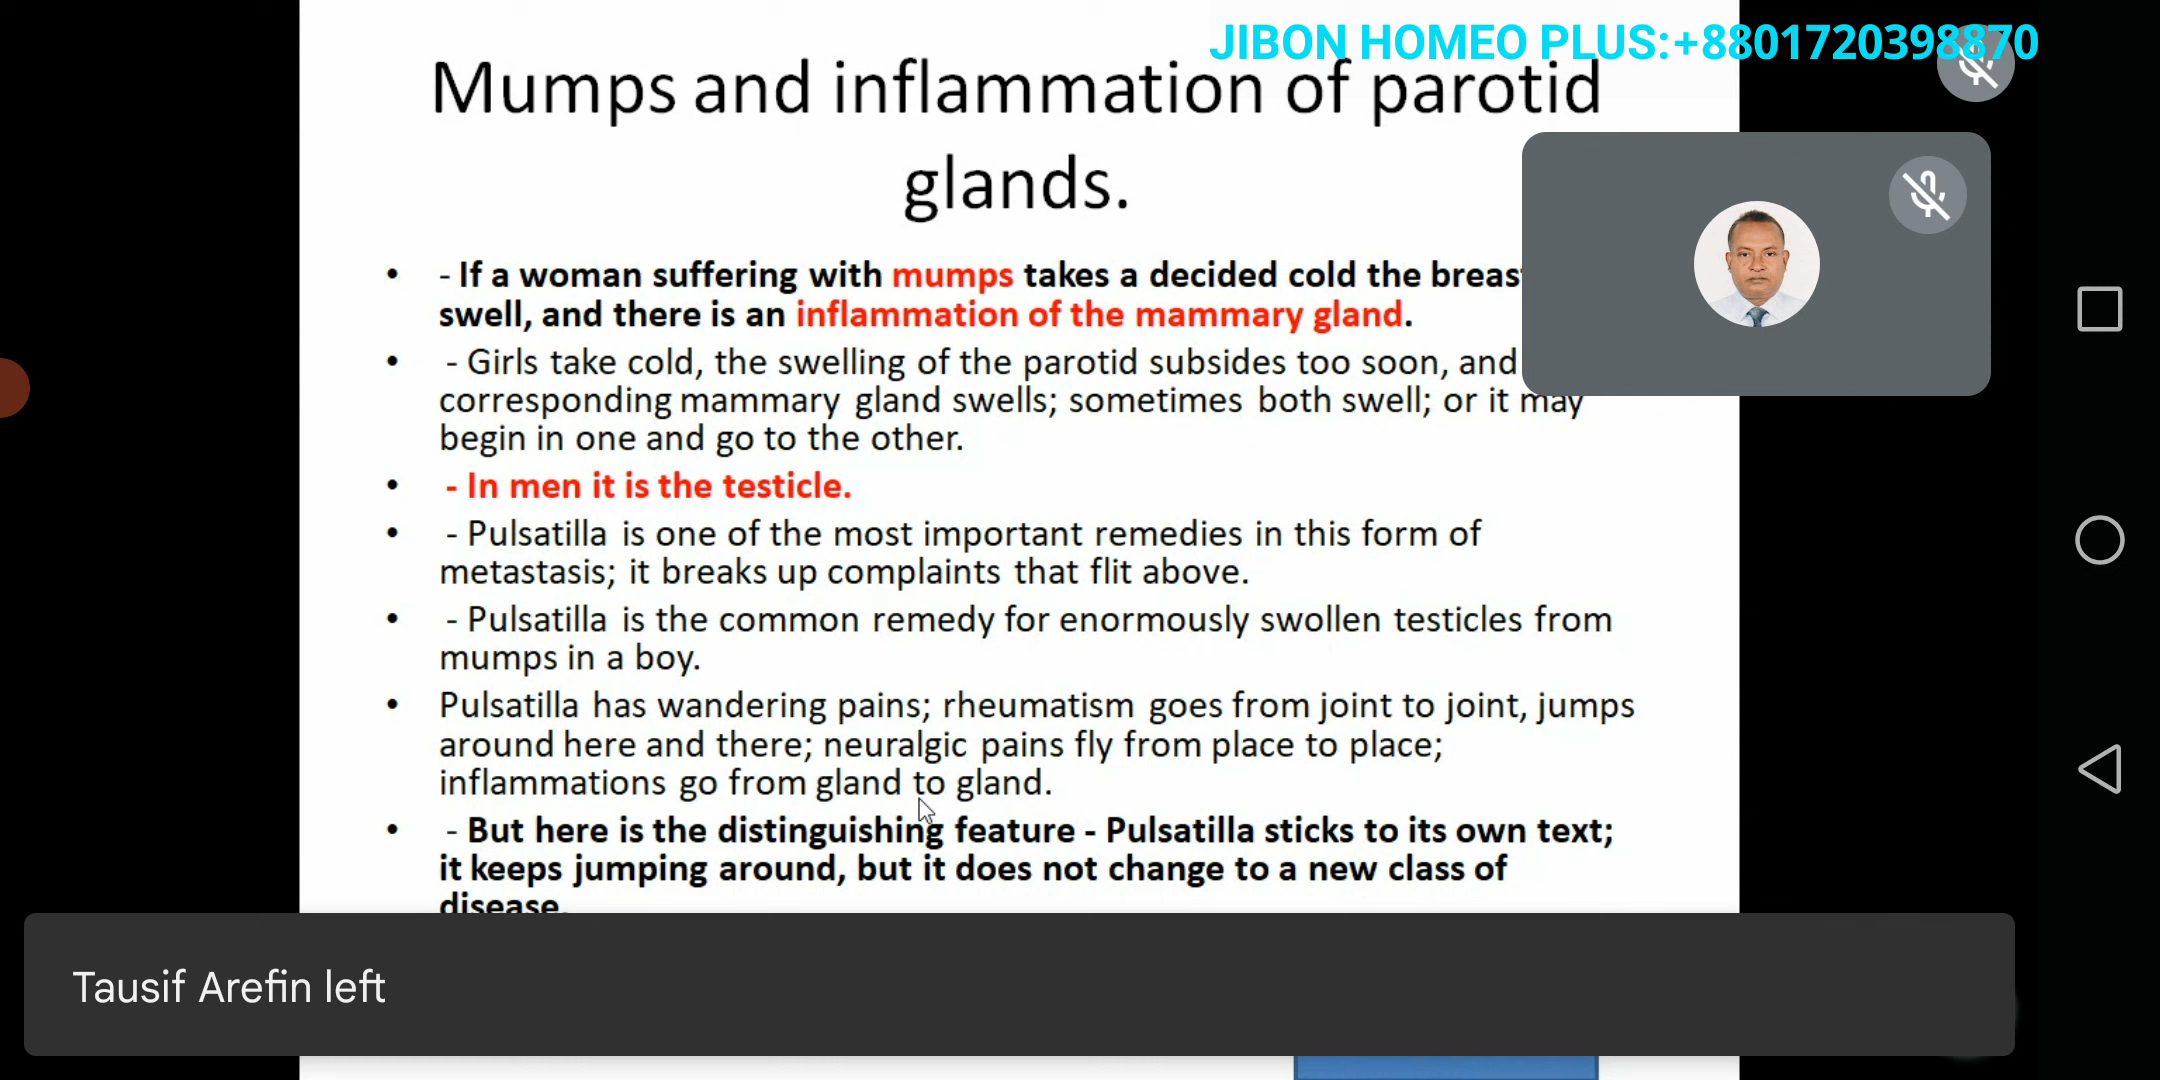 JIBON HOMEO PLUS:+8801720398870
Mumps and inflammation of parotid
glands.
• - If a woman suffering with mumps takes a decided cold the breas
swell, and there is an inflammation of the mammary gland.
• - Girls take cold, the swelling of the parotid subsides too soon, and
corresponding mammary gland swells; sometimes both swell; or it may
begin in one and go to the other.
• - In men it is the testicle.
• - Pulsatilla is one of the most important remedies in this form of
metastasis; it breaks up complaints that flit above.
• - Pulsatilla is the common remedy for enormously swollen testicles from
mumps in a boy.
• Pulsatilla has wandering pains; rheumatism goes from joint to joint, jumps
around here and there; neuralgic pains fly from place to place;
inflammations go from gland to gland.
• - But here is the distinguishing feature - Pulsatilla sticks to its own text;
it keeps jumping around, but it does not change to a new class of
disease.
Tausif Arefin left